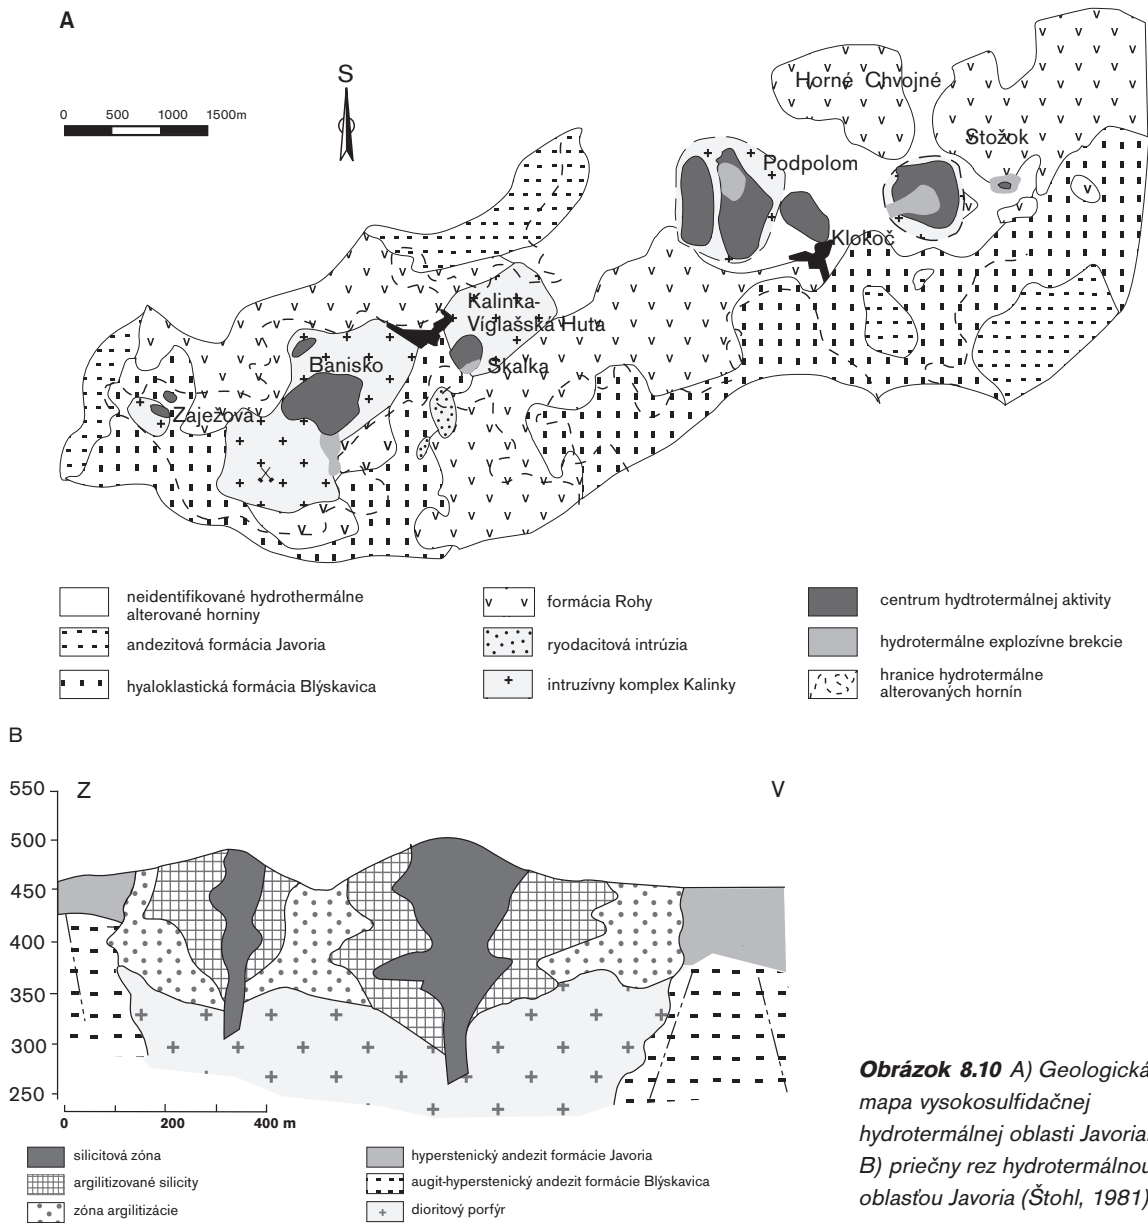 A
S
0 500 1000 1500m
Horné Chvojné
Stožok
Podpolom
Klokoč
Kalinka-
Víglašská Huta
Banisko
Skalka
Zaježová
neidentifikované hydrothermálne
alterované horniny
andezitová formácia Javoria
hyaloklastická formácia Blýskavica
formácia Rohy
ryodacitová intrúzia
intruzívny komplex Kalinky
centrum hydtrotermálnej aktivity
hydrotermálne explozívne brekcie
hranice hydrotermálne
alterovaných hornín
B
550
Z
V
500
450
400
350
300
250
0 200 400 m
silicitová zóna
argilitizované silicity
zóna argilitizácie
hyperstenický andezit formácie Javoria
augit-hyperstenický andezit formácie Blýskavica
dioritový porfýr
Obrázok 8.10 A) Geologická
mapa vysokosulfidačnej
hydrotermálnej oblasti Javoria.
B) priečny rez hydrotermálnou
oblasťou Javoria (Štohl, 1981)